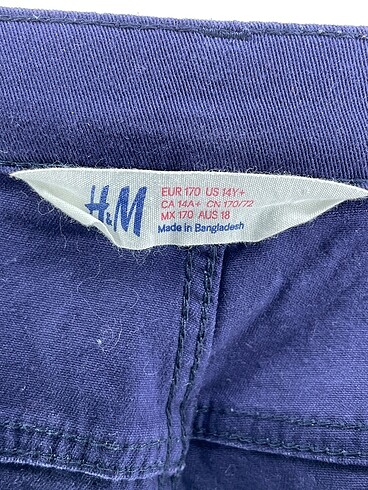 H&M
EUR 170 US 14Y+
CA 14A+ CN 170/72
MX 170 AUS 18
Made in Bangladesh